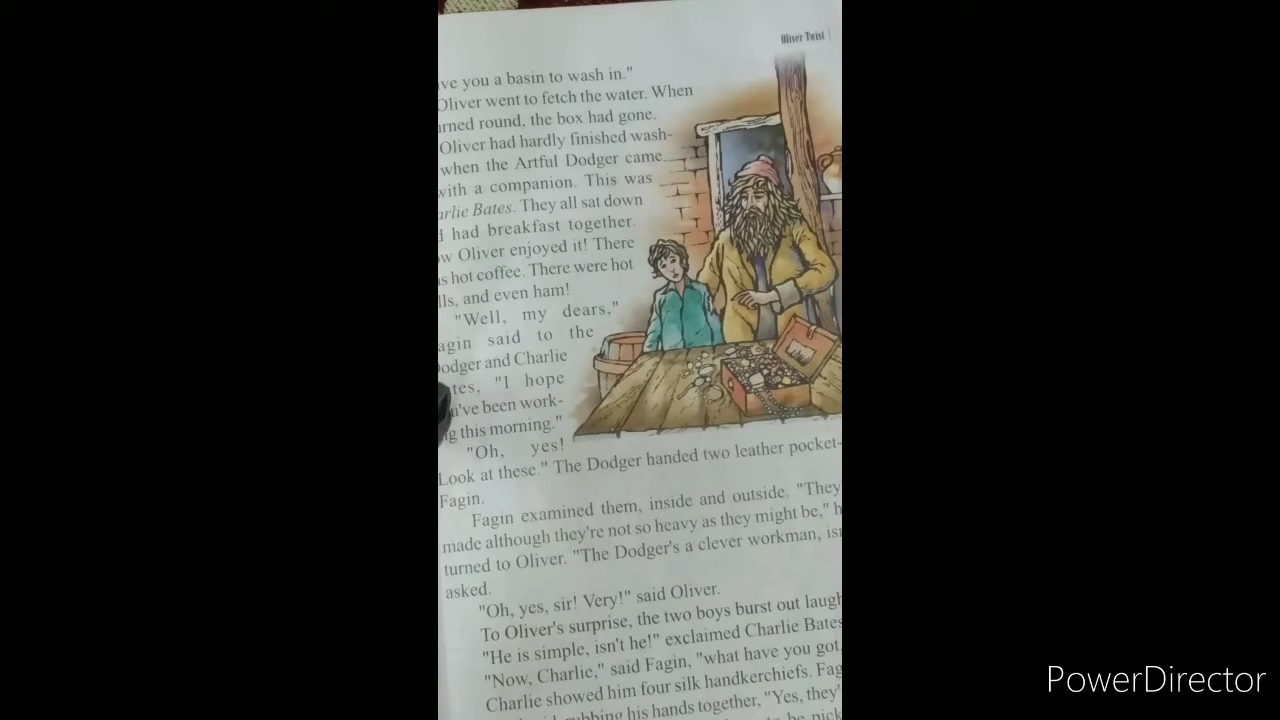 Oliver Twist
ve you a basin to wash in."
Oliver went to fetch the water. When
rned round, the box had gone.
Oliver had hardly finished wash-
when the Artful Dodger came
with a companion. This was
arlie Bates. They all sat down
d had breakfast together.
ow Oliver enjoyed it! There
as hot coffee. There were hot
lls, and even ham!
"Well, my dears,"
agin said to the
odger and Charlie
tes, "I hope
u've been work-
g this morning."
"Oh, yes!
Look at these." The Dodger handed two leather pocket-
Fagin.
Fagin examined them, inside and outside. "They
made although they're not so heavy as they might be," h
turned to Oliver. "The Dodger's a clever workman, isn
asked.
"Oh, yes, sir! Very!" said Oliver.
To Oliver's surprise, the two boys burst out laugh
"He is simple, isn't he!" exclaimed Charlie Bates
"Now, Charlie," said Fagin, "what have you got
Charlie showed him four silk handkerchiefs. Fag
rubbing his hands together, "Yes, they'
to be pick
PowerDirector